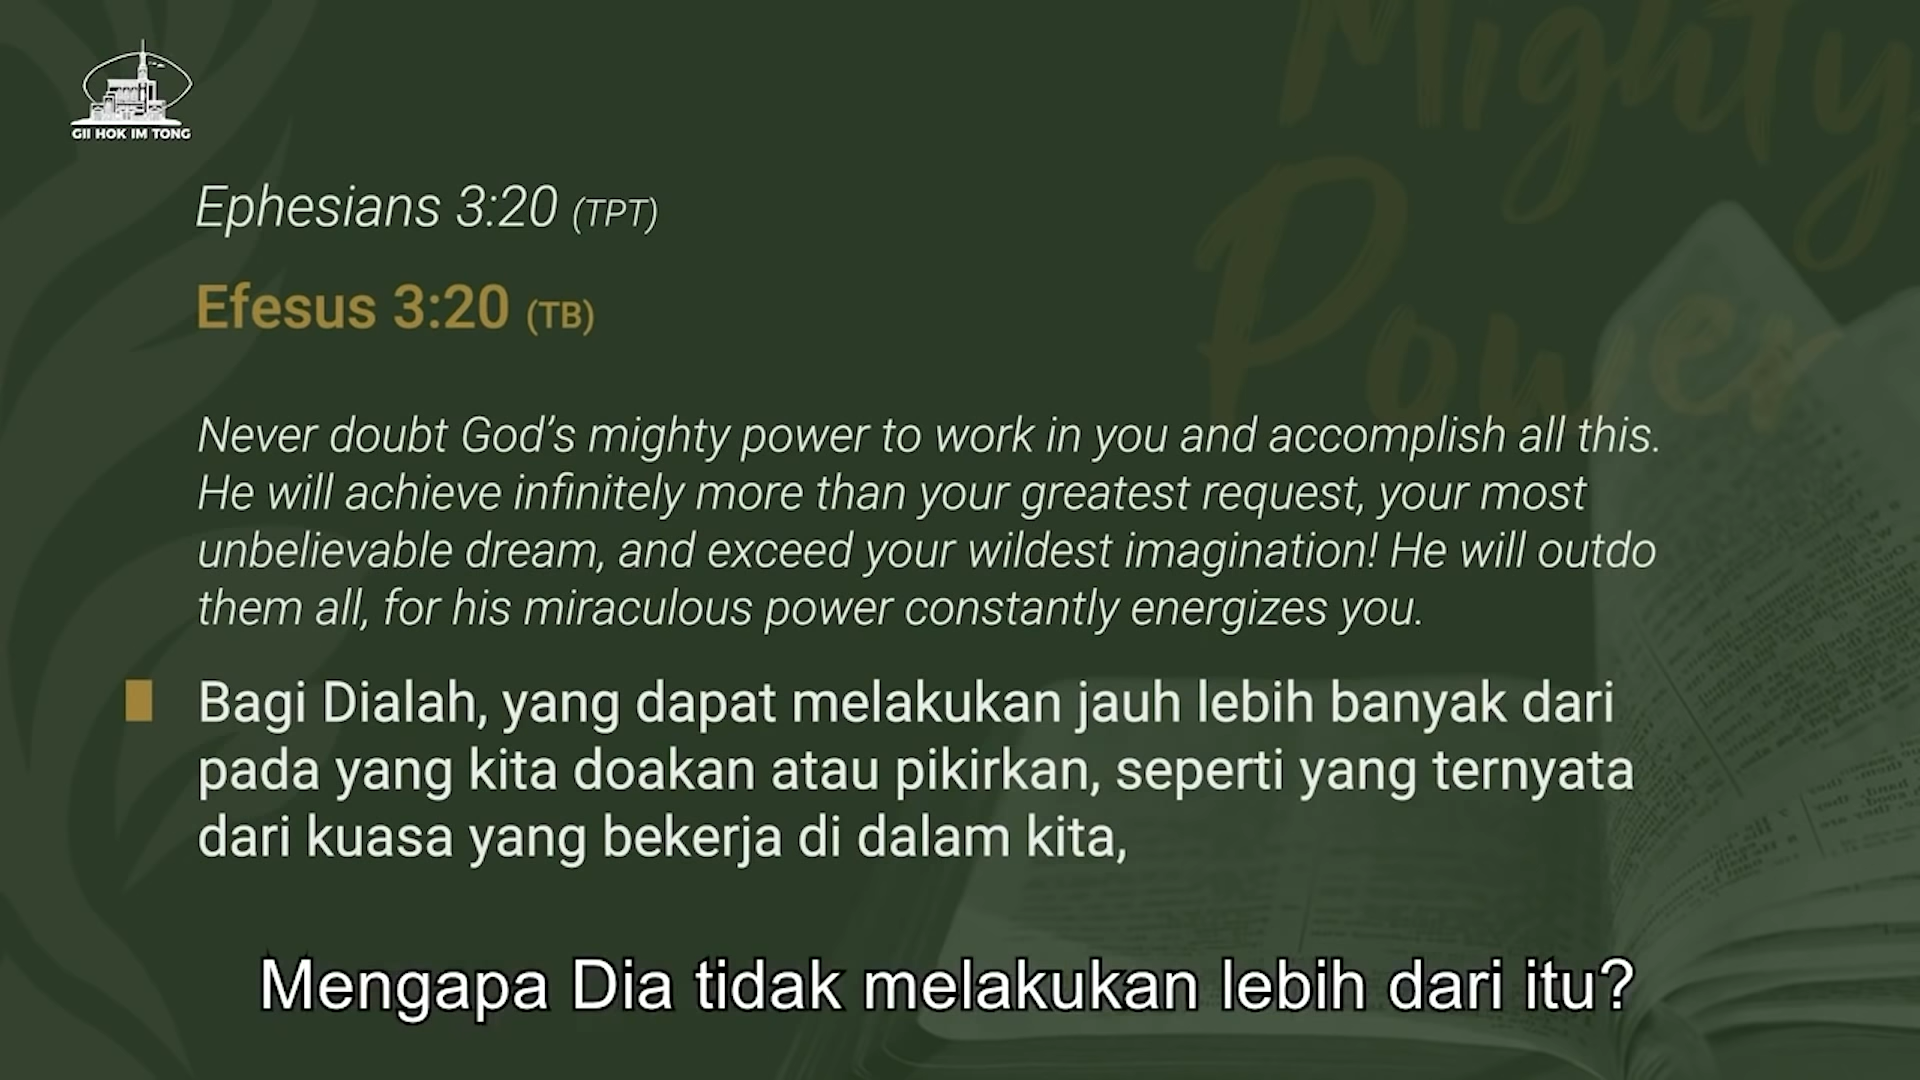 GII HOK IM TONG
Mighty
Power
Ephesians 3:20 (TPT)
Efesus 3:20 (TB)
Never doubt God's mighty power to work in you and accomplish all this.
He will achieve infinitely more than your greatest request, your most
unbelievable dream, and exceed your wildest imagination! He will outdo
them all, for his miraculous power constantly energizes you.
Bagi Dialah, yang dapat melakukan jauh lebih banyak dari
pada yang kita doakan atau pikirkan, seperti yang ternyata
dari kuasa yang bekerja di dalam kita,
Mengapa Dia tidak melakukan lebih dari itu?